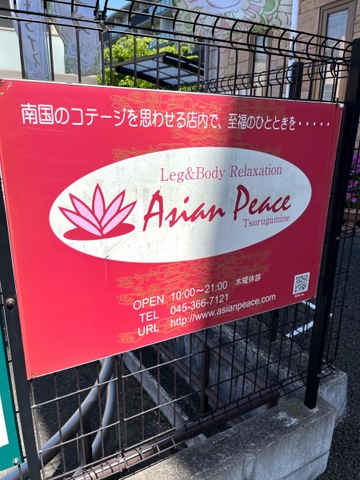 南国のコテージを思わせる店内で、至福のひとときを・・・・・
Leg&Body Relaxation
Asian Peace
Tsurugamine
OPEN 10:00〜21:00 木曜休診
TEL 045-366-7121
URL http://www.asianpeace.com